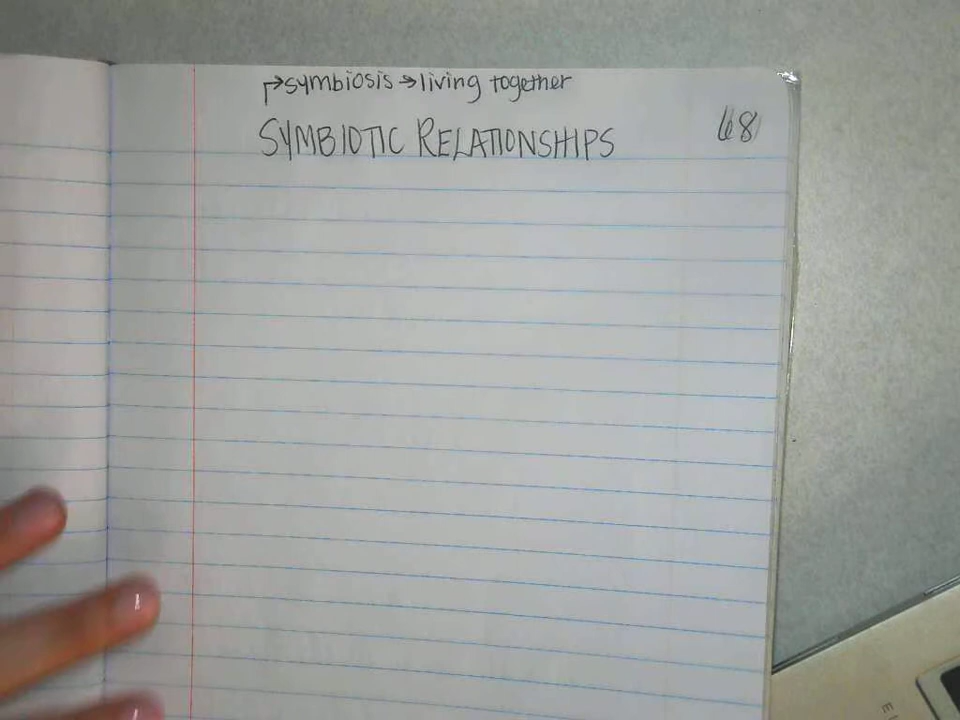 ↱symbiosis → living together
SYMBIOTIC RELATIONSHIPS
68